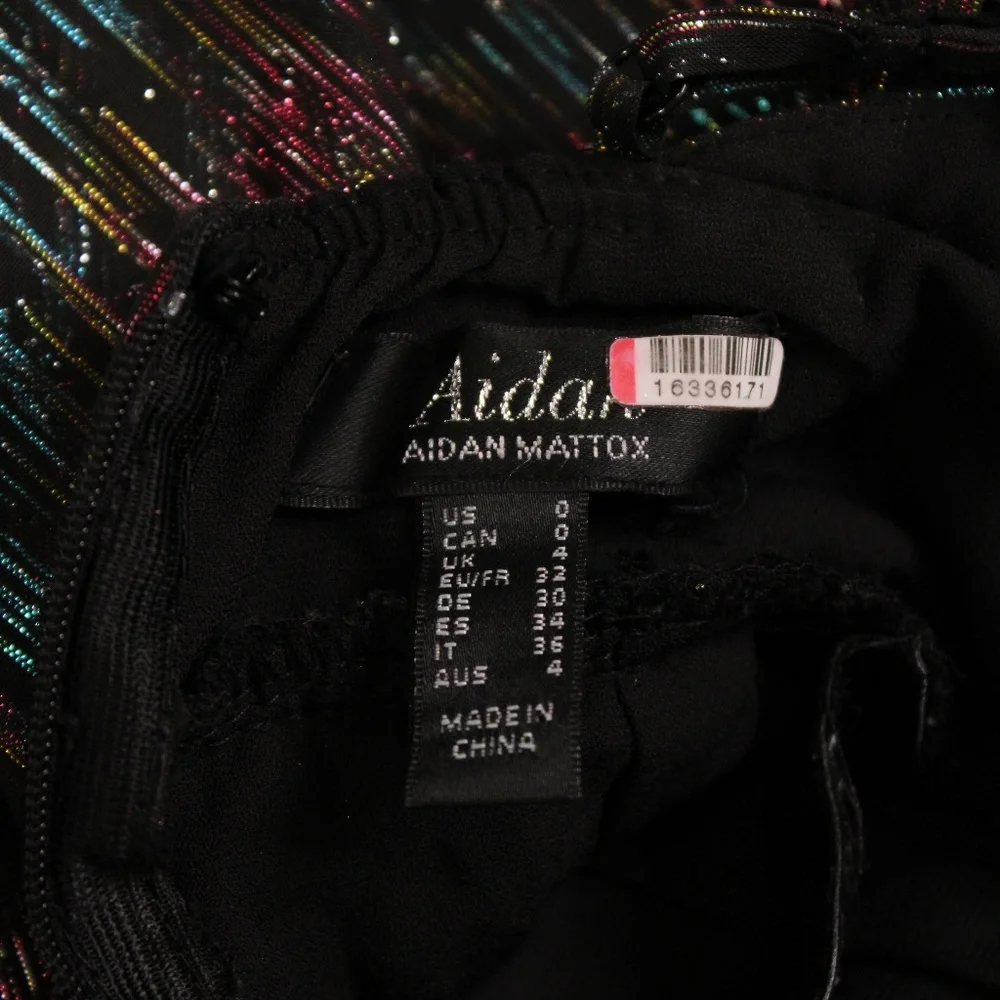 Aidan
16336171
AIDAN MATTOX
US 0
CAN 0
UK 4
EU/FR 32
DE 30
ES 34
IT 36
AUS 4
MADE IN
CHINA